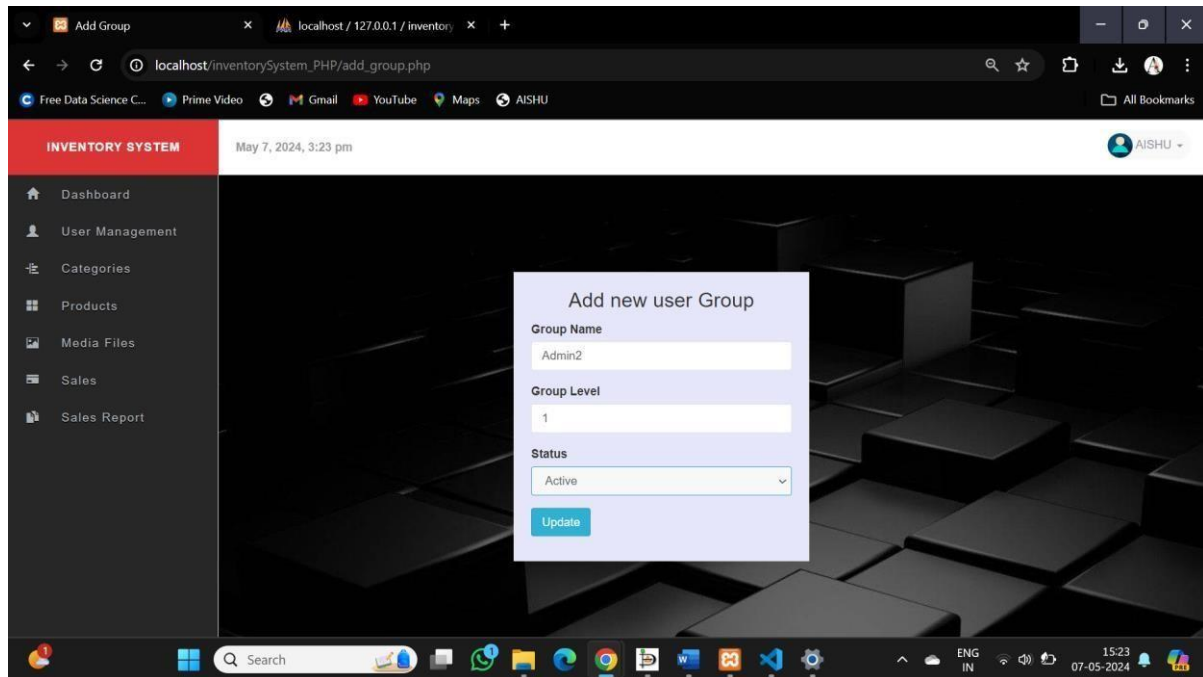 Add Group
localhost / 127.0.0.1 / inventory
localhost/inventorySystem_PHP/add_group.php
Free Data Science C... Prime Video Gmail YouTube Maps AISHU All Bookmarks
INVENTORY SYSTEM May 7, 2024, 3:23 pm AISHU
Dashboard
User Management
Categories
Products
Media Files
Sales
Sales Report
Add new user Group
Group Name
Admin2
Group Level
1
Status
Active
Update
Search
ENG
IN
15:23
07-05-2024